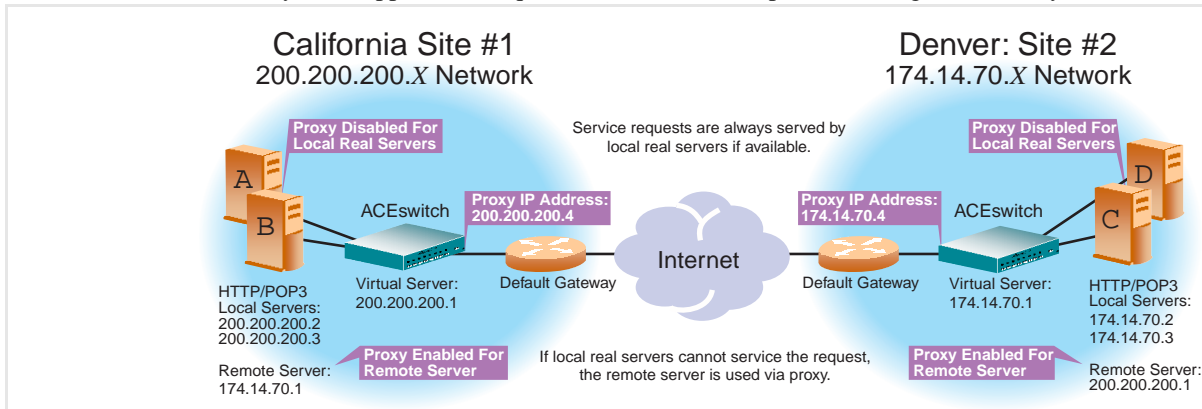 California Site #1
200.200.200.X Network
Denver: Site #2
174.14.70.X Network
Proxy Disabled For
Local Real Servers
Service requests are always served by
local real servers if available.
Proxy Disabled For
Local Real Servers
A
B
ACEswitch
Proxy IP Address:
200.200.200.4
Proxy IP Address:
174.14.70.4
ACEswitch
D
C
Internet
HTTP/POP3
Local Servers:
200.200.200.2
200.200.200.3
Virtual Server:
200.200.200.1
Default Gateway
Default Gateway
Virtual Server:
174.14.70.1
HTTP/POP3
Local Servers:
174.14.70.2
174.14.70.3
Remote Server:
174.14.70.1
Proxy Enabled For
Remote Server
If local real servers cannot service the request,
the remote server is used via proxy.
Proxy Enabled For
Remote Server
Remote Server:
200.200.200.1